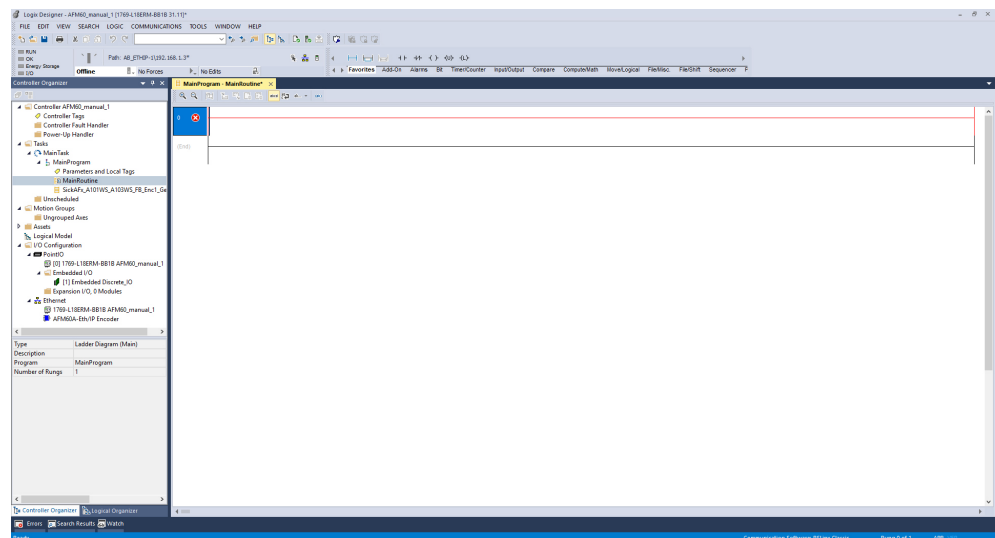 Logix Designer - AFM60_manual_1 [1769-L18ERM-BB1B 31.11]*
FILE EDIT VIEW SEARCH LOGIC COMMUNICATIONS TOOLS WINDOW HELP
RUN
OK
Energy Storage
I/O
Path: AB_ETHIP-1\192.168.1.3*
Offline
No Forces
No Edits
Favorites Add-On Alarms Bit Timer/Counter Input/Output Compare Compute/Math Move/Logical File/Misc. File/Shift Sequencer
Controller Organizer
MainProgram - MainRoutine*
Controller AFM60_manual_1
Controller Tags
Controller Fault Handler
Power-Up Handler
Tasks
MainTask
MainProgram
Parameters and Local Tags
MainRoutine
SickAFx_A101WS_A103WS_FB_Enc1_Ge
Unscheduled
Motion Groups
Ungrouped Axes
Assets
Logical Model
I/O Configuration
PointIO
[0] 1769-L18ERM-BB1B AFM60_manual_1
Embedded I/O
[1] Embedded Discrete_IO
Expansion I/O, 0 Modules
Ethernet
1769-L18ERM-BB1B AFM60_manual_1
AFM60A-Eth/IP Encoder
0
(End)
Type Ladder Diagram (Main)
Description
Program MainProgram
Number of Rungs 1
Controller Organizer Logical Organizer
Errors Search Results Watch
Ready